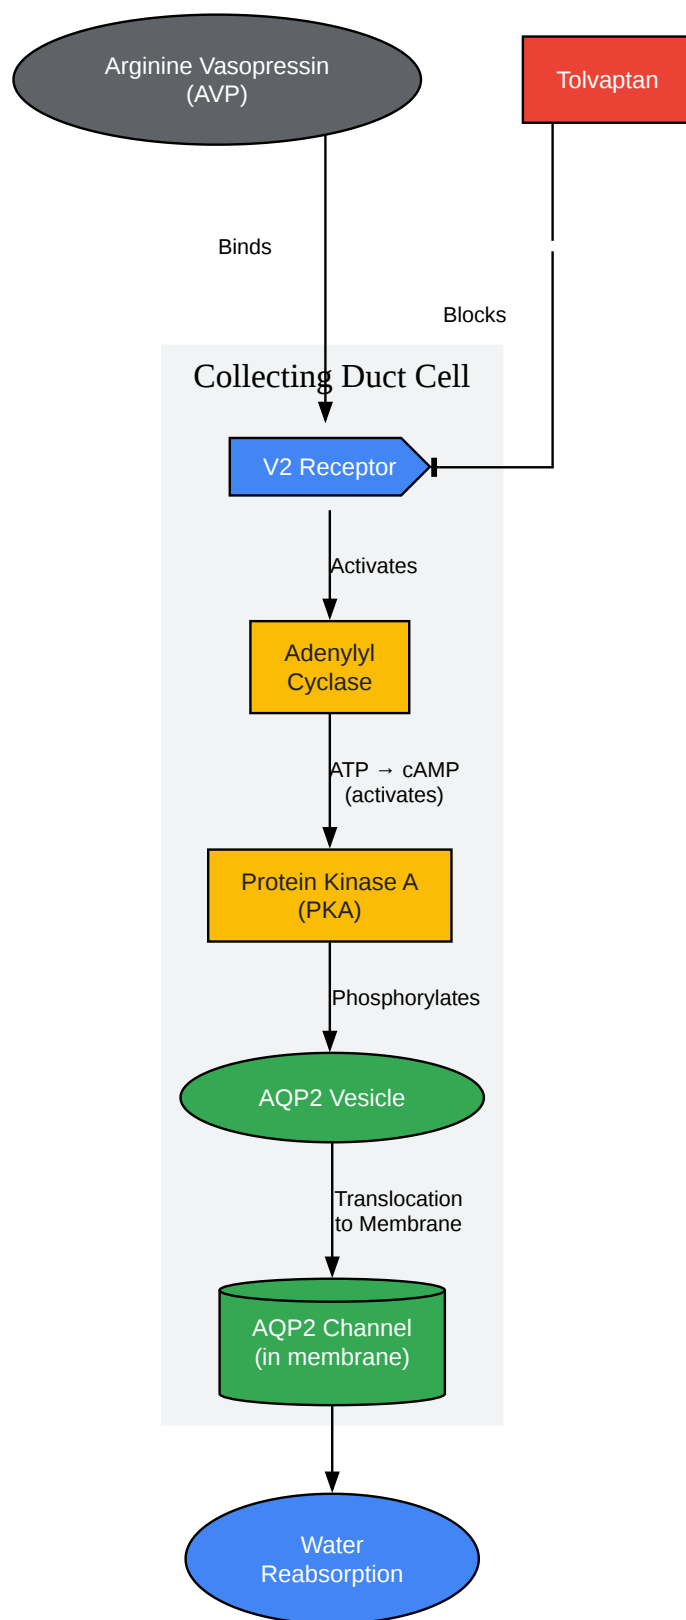 Arginine Vasopressin
(AVP)
Tolvaptan
Binds
Blocks
Collecting Duct Cell
V2 Receptor
Activates
Adenylyl
Cyclase
ATP → cAMP
(activates)
Protein Kinase A
(PKA)
Phosphorylates
AQP2 Vesicle
Translocation
to Membrane
AQP2 Channel
(in membrane)
Water
Reabsorption